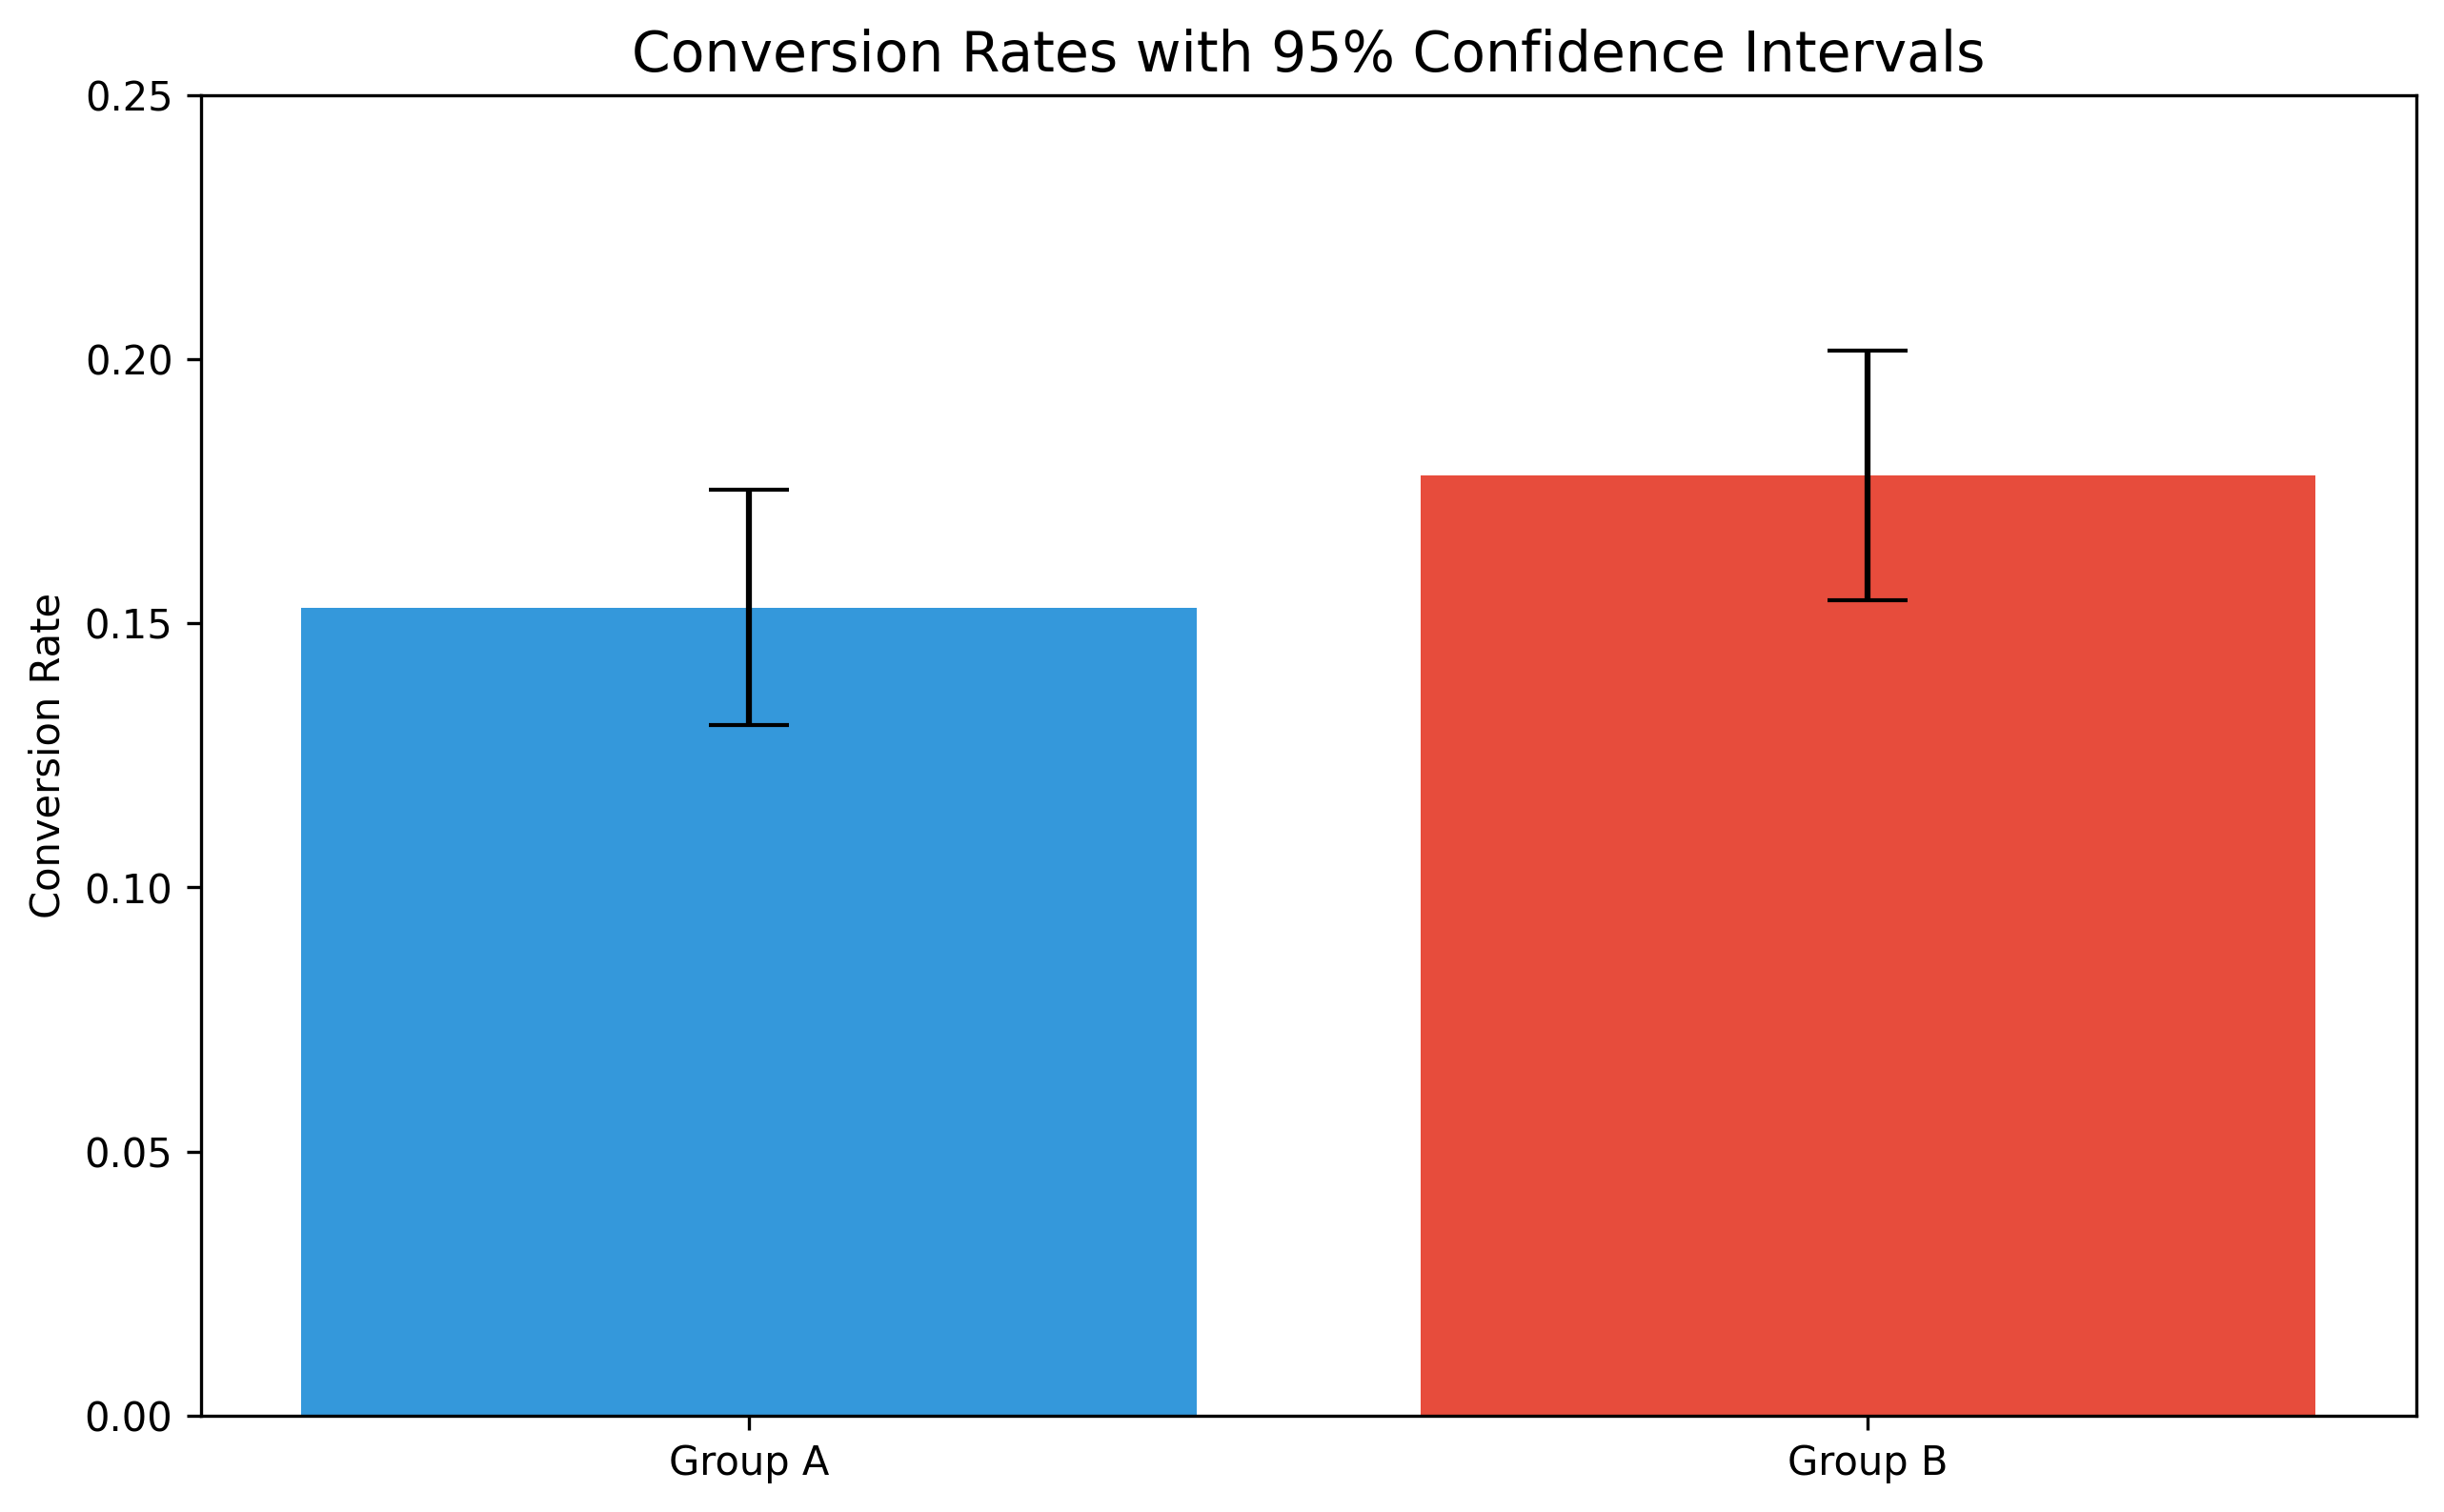 Conversion Rates with 95% Confidence Intervals
0.25
0.20
0.15
0.10
0.05
0.00
Conversion Rate
Group A
Group B